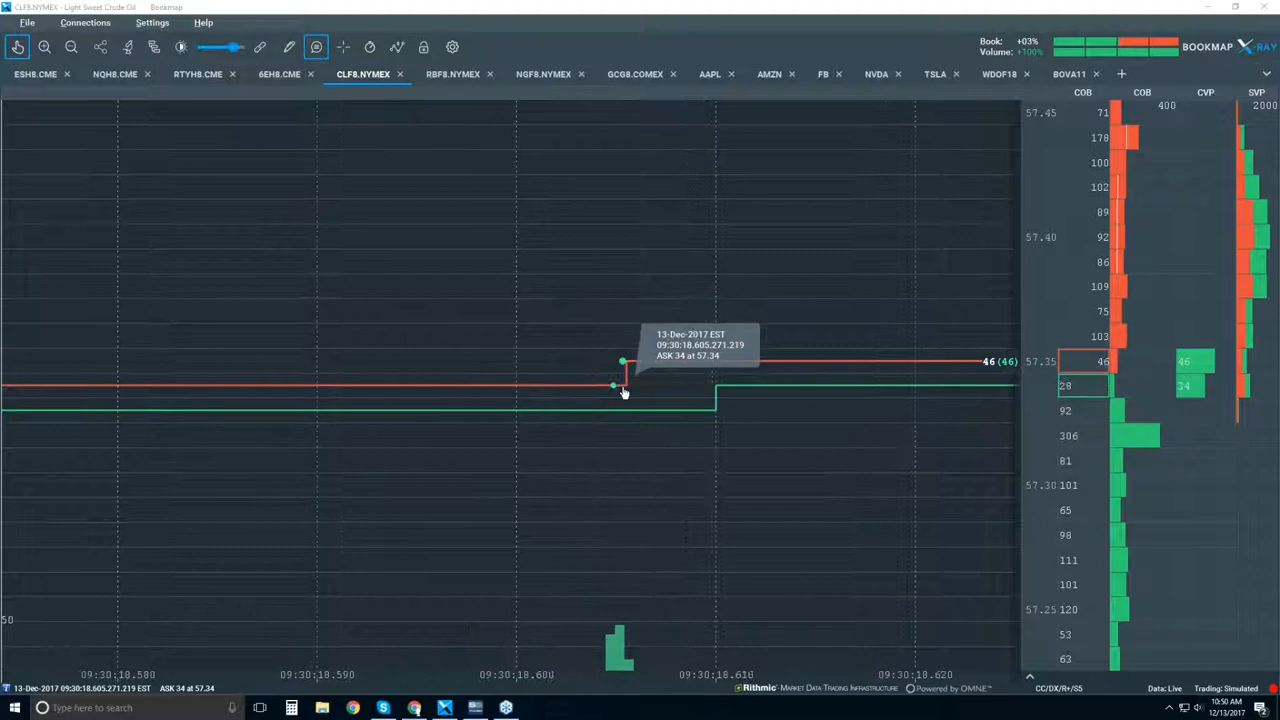 CLF8.NYMEX - Light Sweet Crude Oil Bookmap
File Connections Settings Help
Book: +03%
Volume: +100%
BOOKMAP X-RAY
ESH8.CME NQH8.CME RTYH8.CME 6EH8.CME CLF8.NYMEX RBF8.NYMEX NGF8.NYMEX GCG8.COMEX AAPL AMZN FB NVDA TSLA WDOF18 BOVA11
COB COB CVP SVP
400 2000
57.45 71
178
100
102
89
57.40 92
86
109
75
103
57.35 46 46
28 34
92
306
81
57.30 101
65
98
111
101
57.25 120
53
63
13-Dec-2017 EST
09:30:18.605.271.219
ASK 34 at 57.34
46 (46)
50
09:30:18.580 09:30:18.590 09:30:18.600 09:30:18.610 09:30:18.620
13-Dec-2017 09:30:18.605.271.219 EST ASK 34 at 57.34
Rithmic - Market Data-Trading Infrastructure Powered by OMNE™
CC/DX/R+/S5 Data: Live Trading: Simulated
Type here to search
10:50 AM
12/13/2017